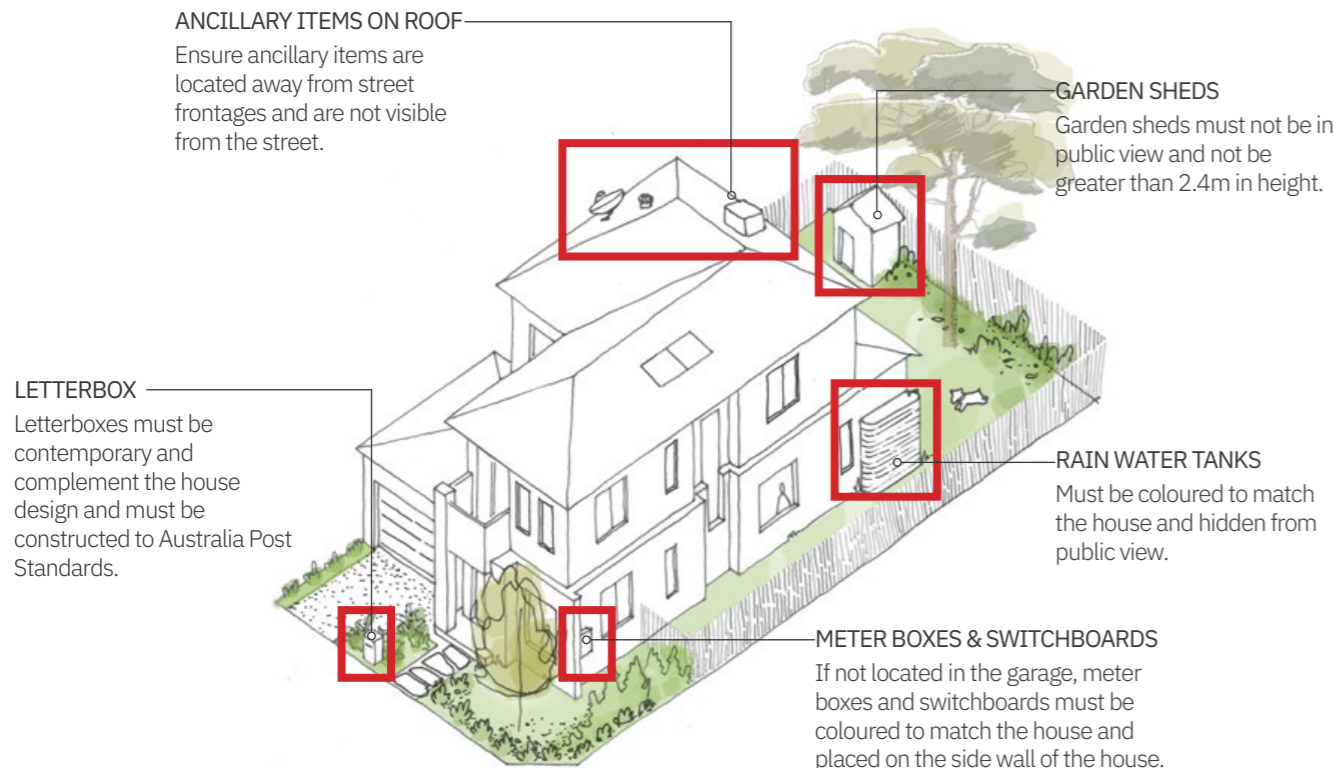 ANCILLARY ITEMS ON ROOF
Ensure ancillary items are
located away from street
frontages and are not visible
from the street.
GARDEN SHEDS
Garden sheds must not be in
public view and not be
greater than 2.4m in height.
LETTERBOX
Letterboxes must be
contemporary and
complement the house
design and must be
constructed to Australia Post
Standards.
RAIN WATER TANKS
Must be coloured to match
the house and hidden from
public view.
METER BOXES & SWITCHBOARDS
If not located in the garage, meter
boxes and switchboards must be
coloured to match the house and
placed on the side wall of the house.